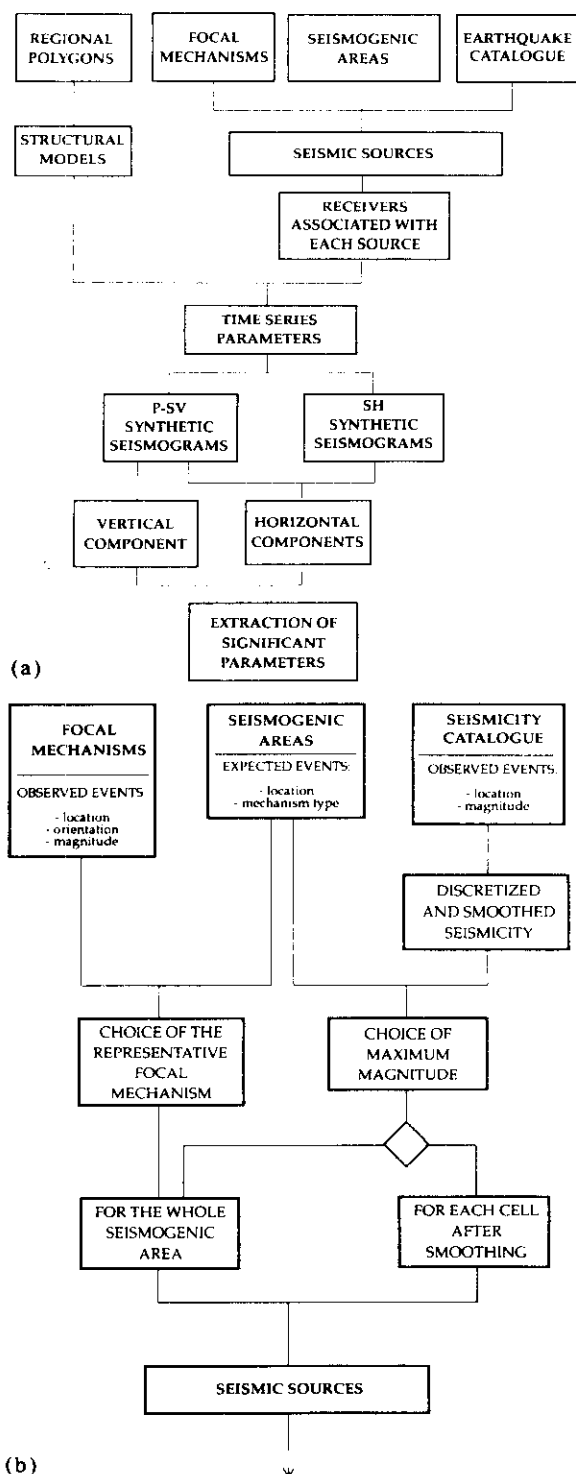 REGIONAL
POLYGONS
FOCAL
MECHANISMS
SEISMOGENIC
AREAS
EARTHQUAKE
CATALOGUE
STRUCTURAL
MODELS
SEISMIC SOURCES
RECEIVERS
ASSOCIATED WITH
EACH SOURCE
TIME SERIES
PARAMETERS
P-SV
SYNTHETIC
SEISMOGRAMS
SH
SYNTHETIC
SEISMOGRAMS
VERTICAL
COMPONENT
HORIZONTAL
COMPONENTS
EXTRACTION OF
SIGNIFICANT
PARAMETERS
(a)
FOCAL
MECHANISMS
OBSERVED EVENTS
- location
- orientation
- magnitude
SEISMOGENIC
AREAS
EXPECTED EVENTS:
- location
- mechanism type
SEISMICITY
CATALOGUE
OBSERVED EVENTS:
- location
- magnitude
DISCRETIZED
AND SMOOTHED
SEISMICITY
CHOICE OF THE
REPRESENTATIVE
FOCAL
MECHANISM
CHOICE OF
MAXIMUM
MAGNITUDE
FOR THE WHOLE
SEISMOGENIC
AREA
FOR EACH CELL
AFTER
SMOOTHING
SEISMIC SOURCES
(b)